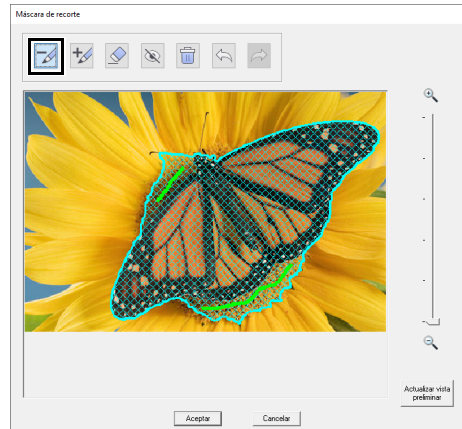 Máscara de recorte
Actualizar vista
preliminar
Aceptar
Cancelar